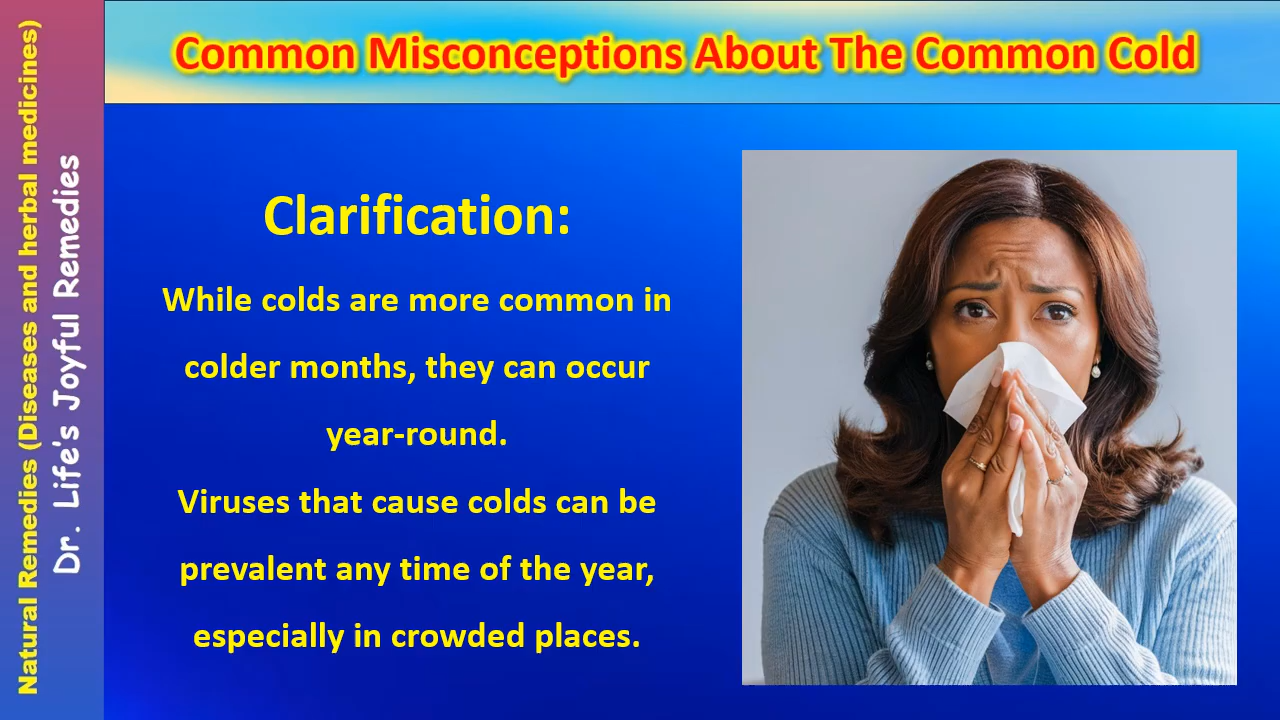 Common Misconceptions About The Common Cold
Natural Remedies (Diseases and herbal medicines)
Dr. Life's Joyful Remedies
Clarification:
While colds are more common in
colder months, they can occur
year-round.
Viruses that cause colds can be
prevalent any time of the year,
especially in crowded places.